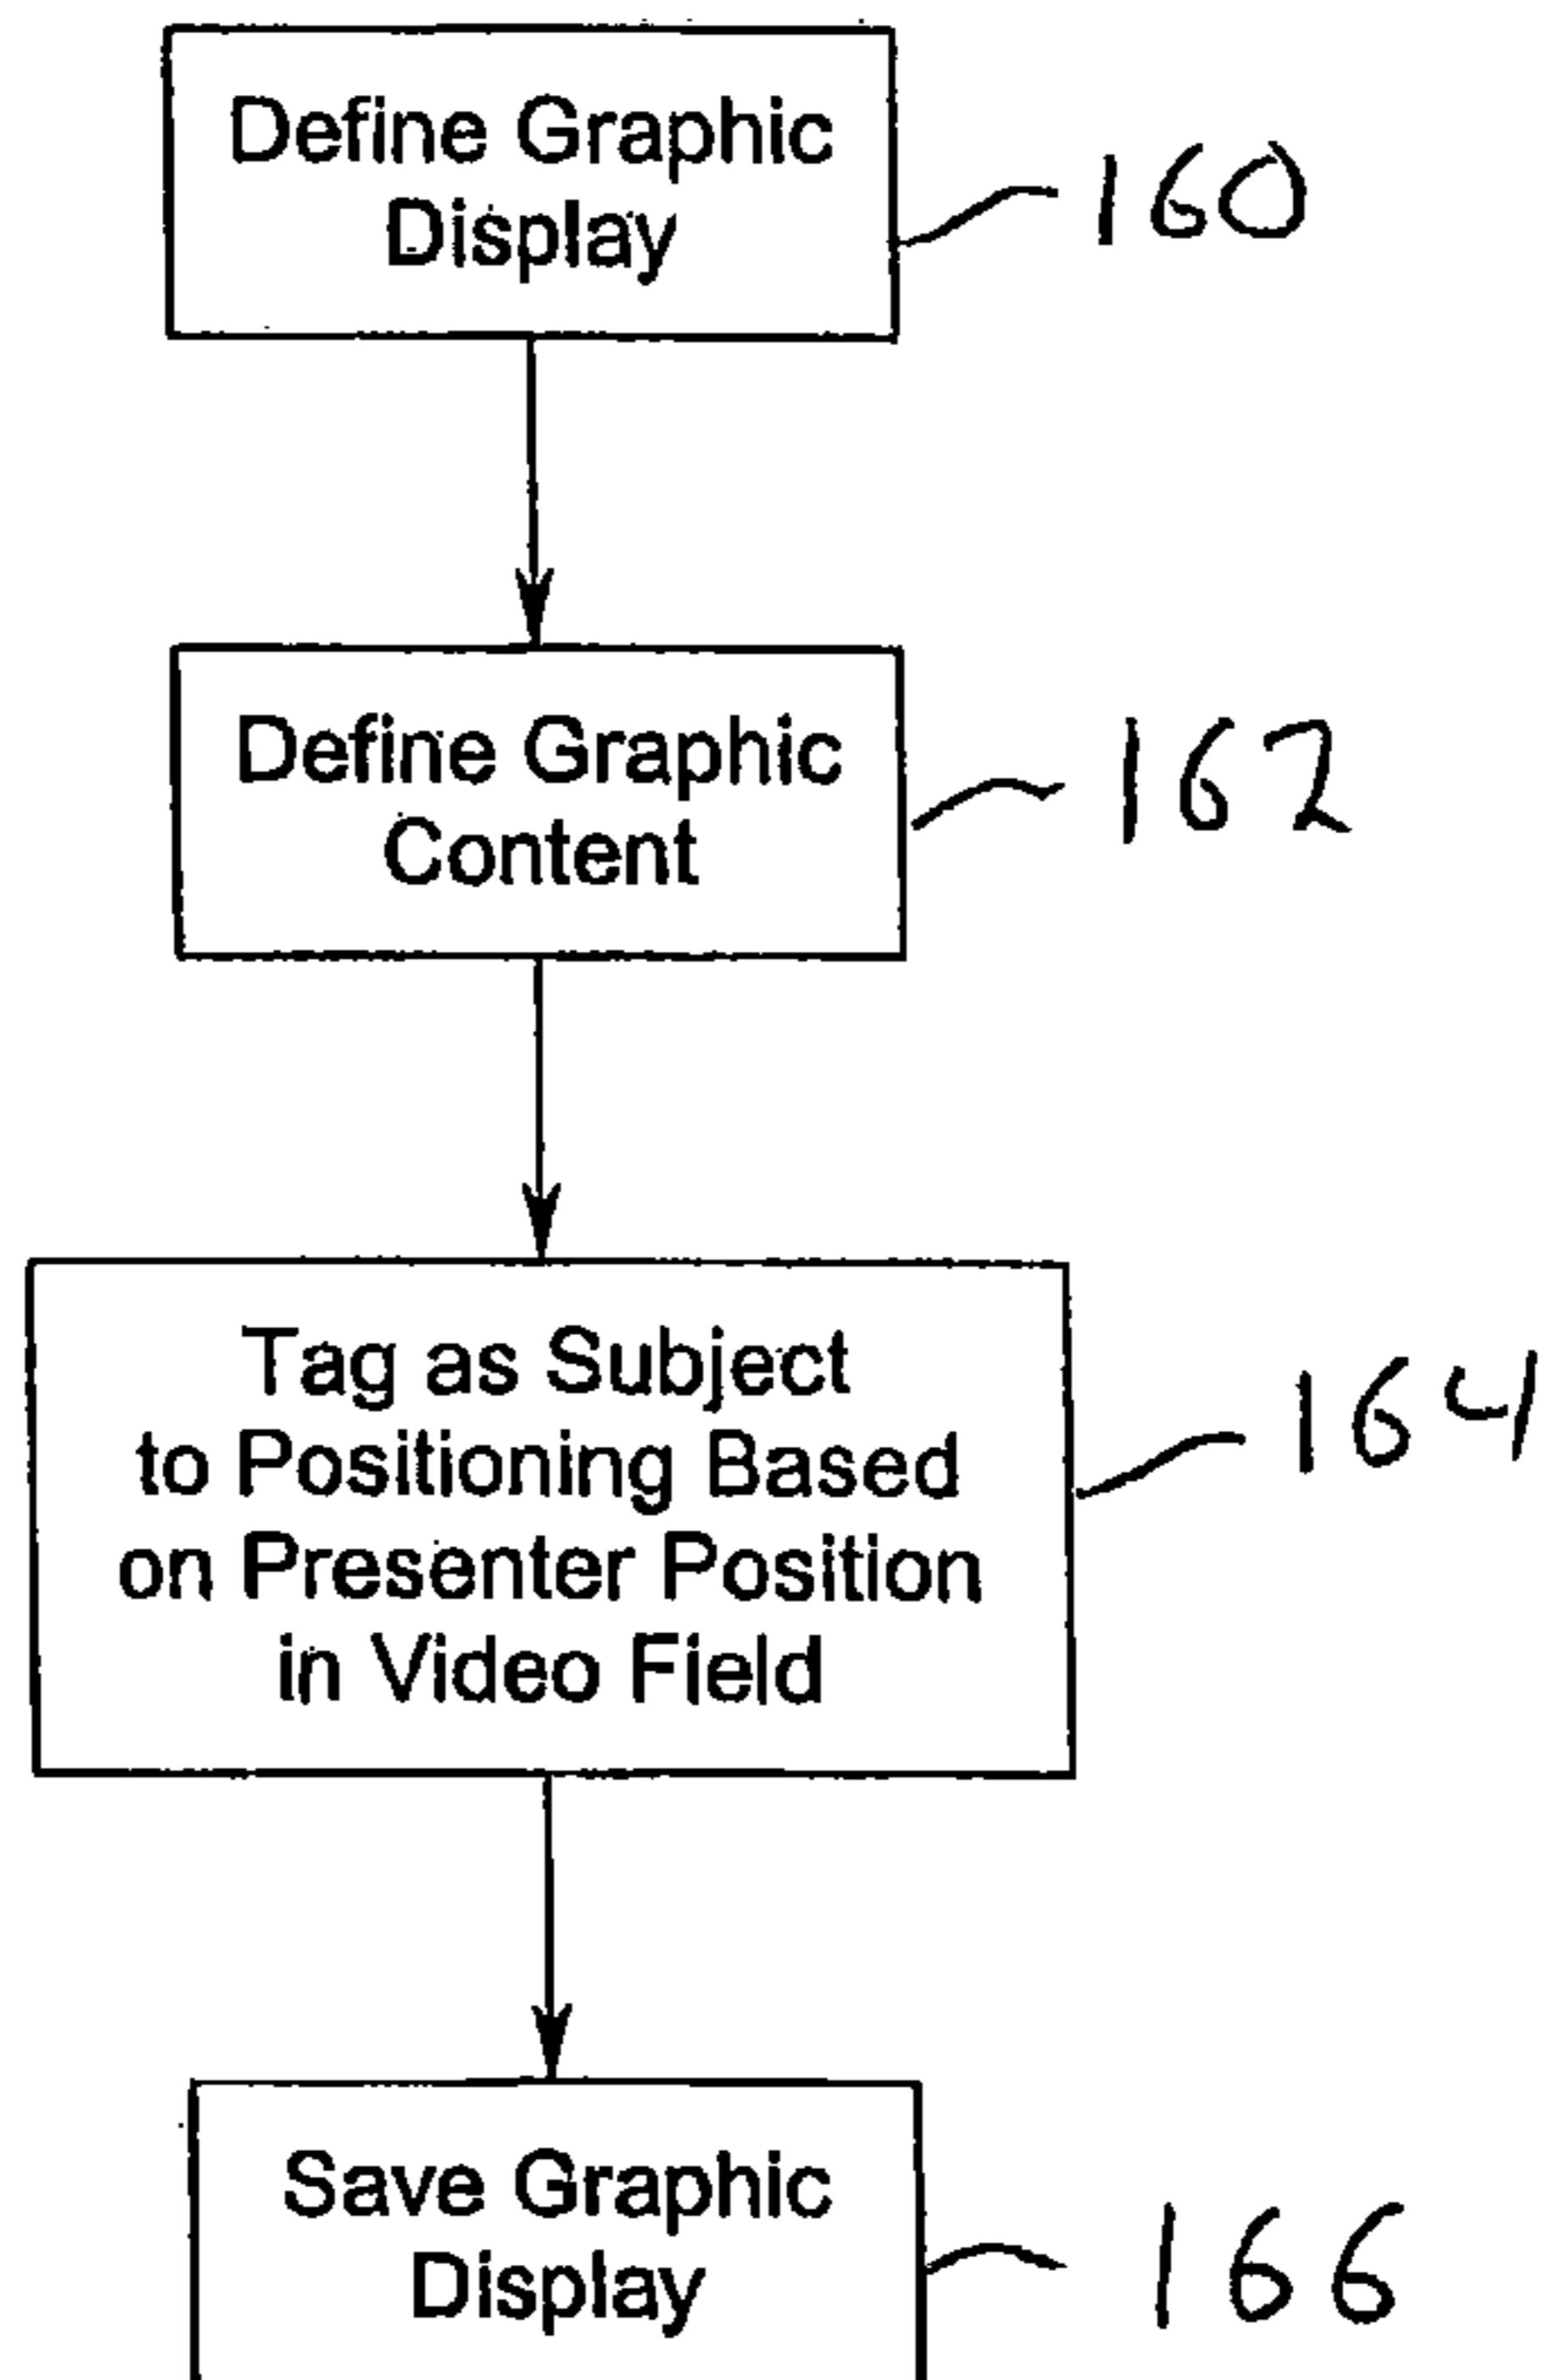 Define Graphic
Display
160
Define Graphic
Content
162
Tag as Subject
to Positioning Based
on Presenter Position
in Video Field
164
Save Graphic
Display
166